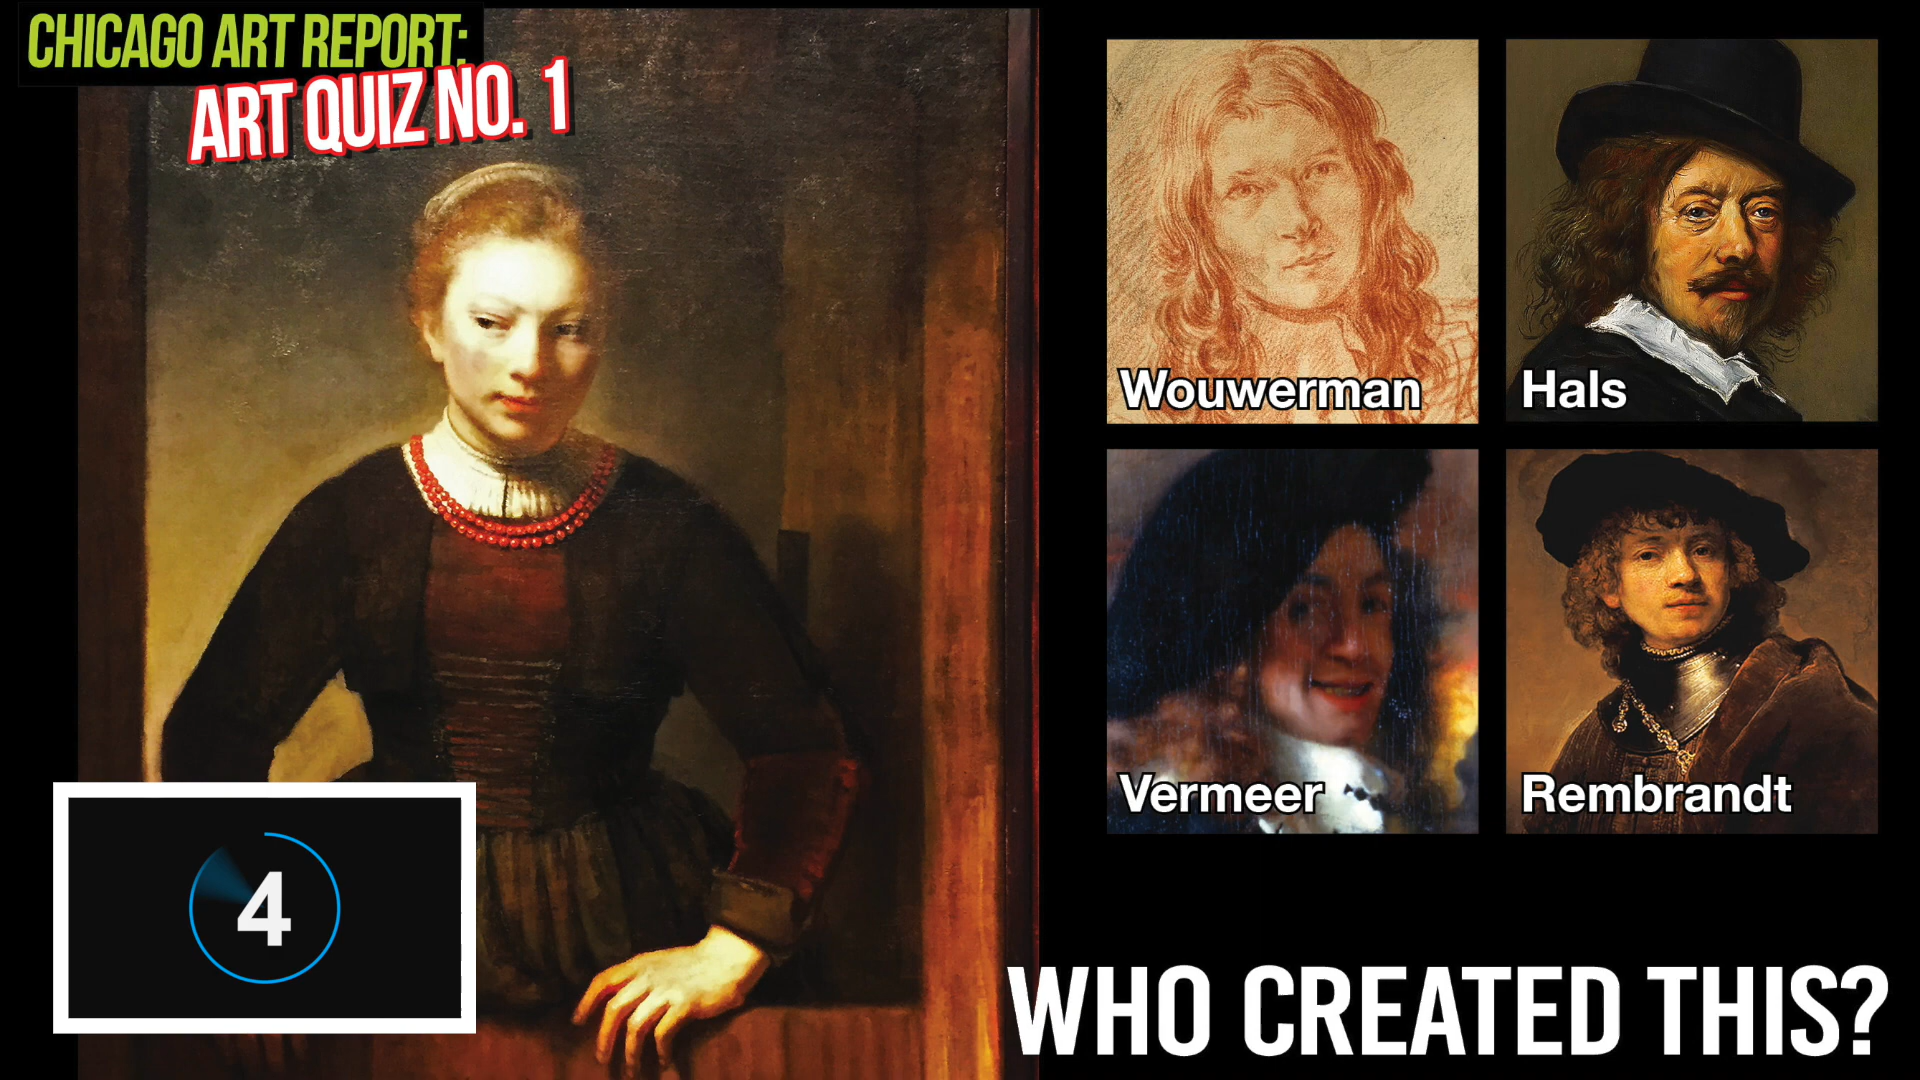 CHICAGO ART REPORT:
ART QUIZ NO. 1
Wouwerman
Hals
Vermeer
Rembrandt
4
WHO CREATED THIS?